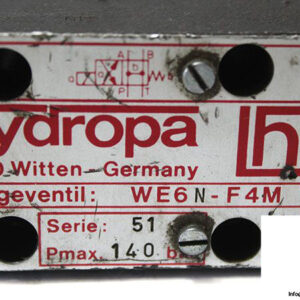 A B
a b
P T
ydropa
D Witten - Germany
geventil: WE6N-F4M
Serie: 51
Pmax 140 b